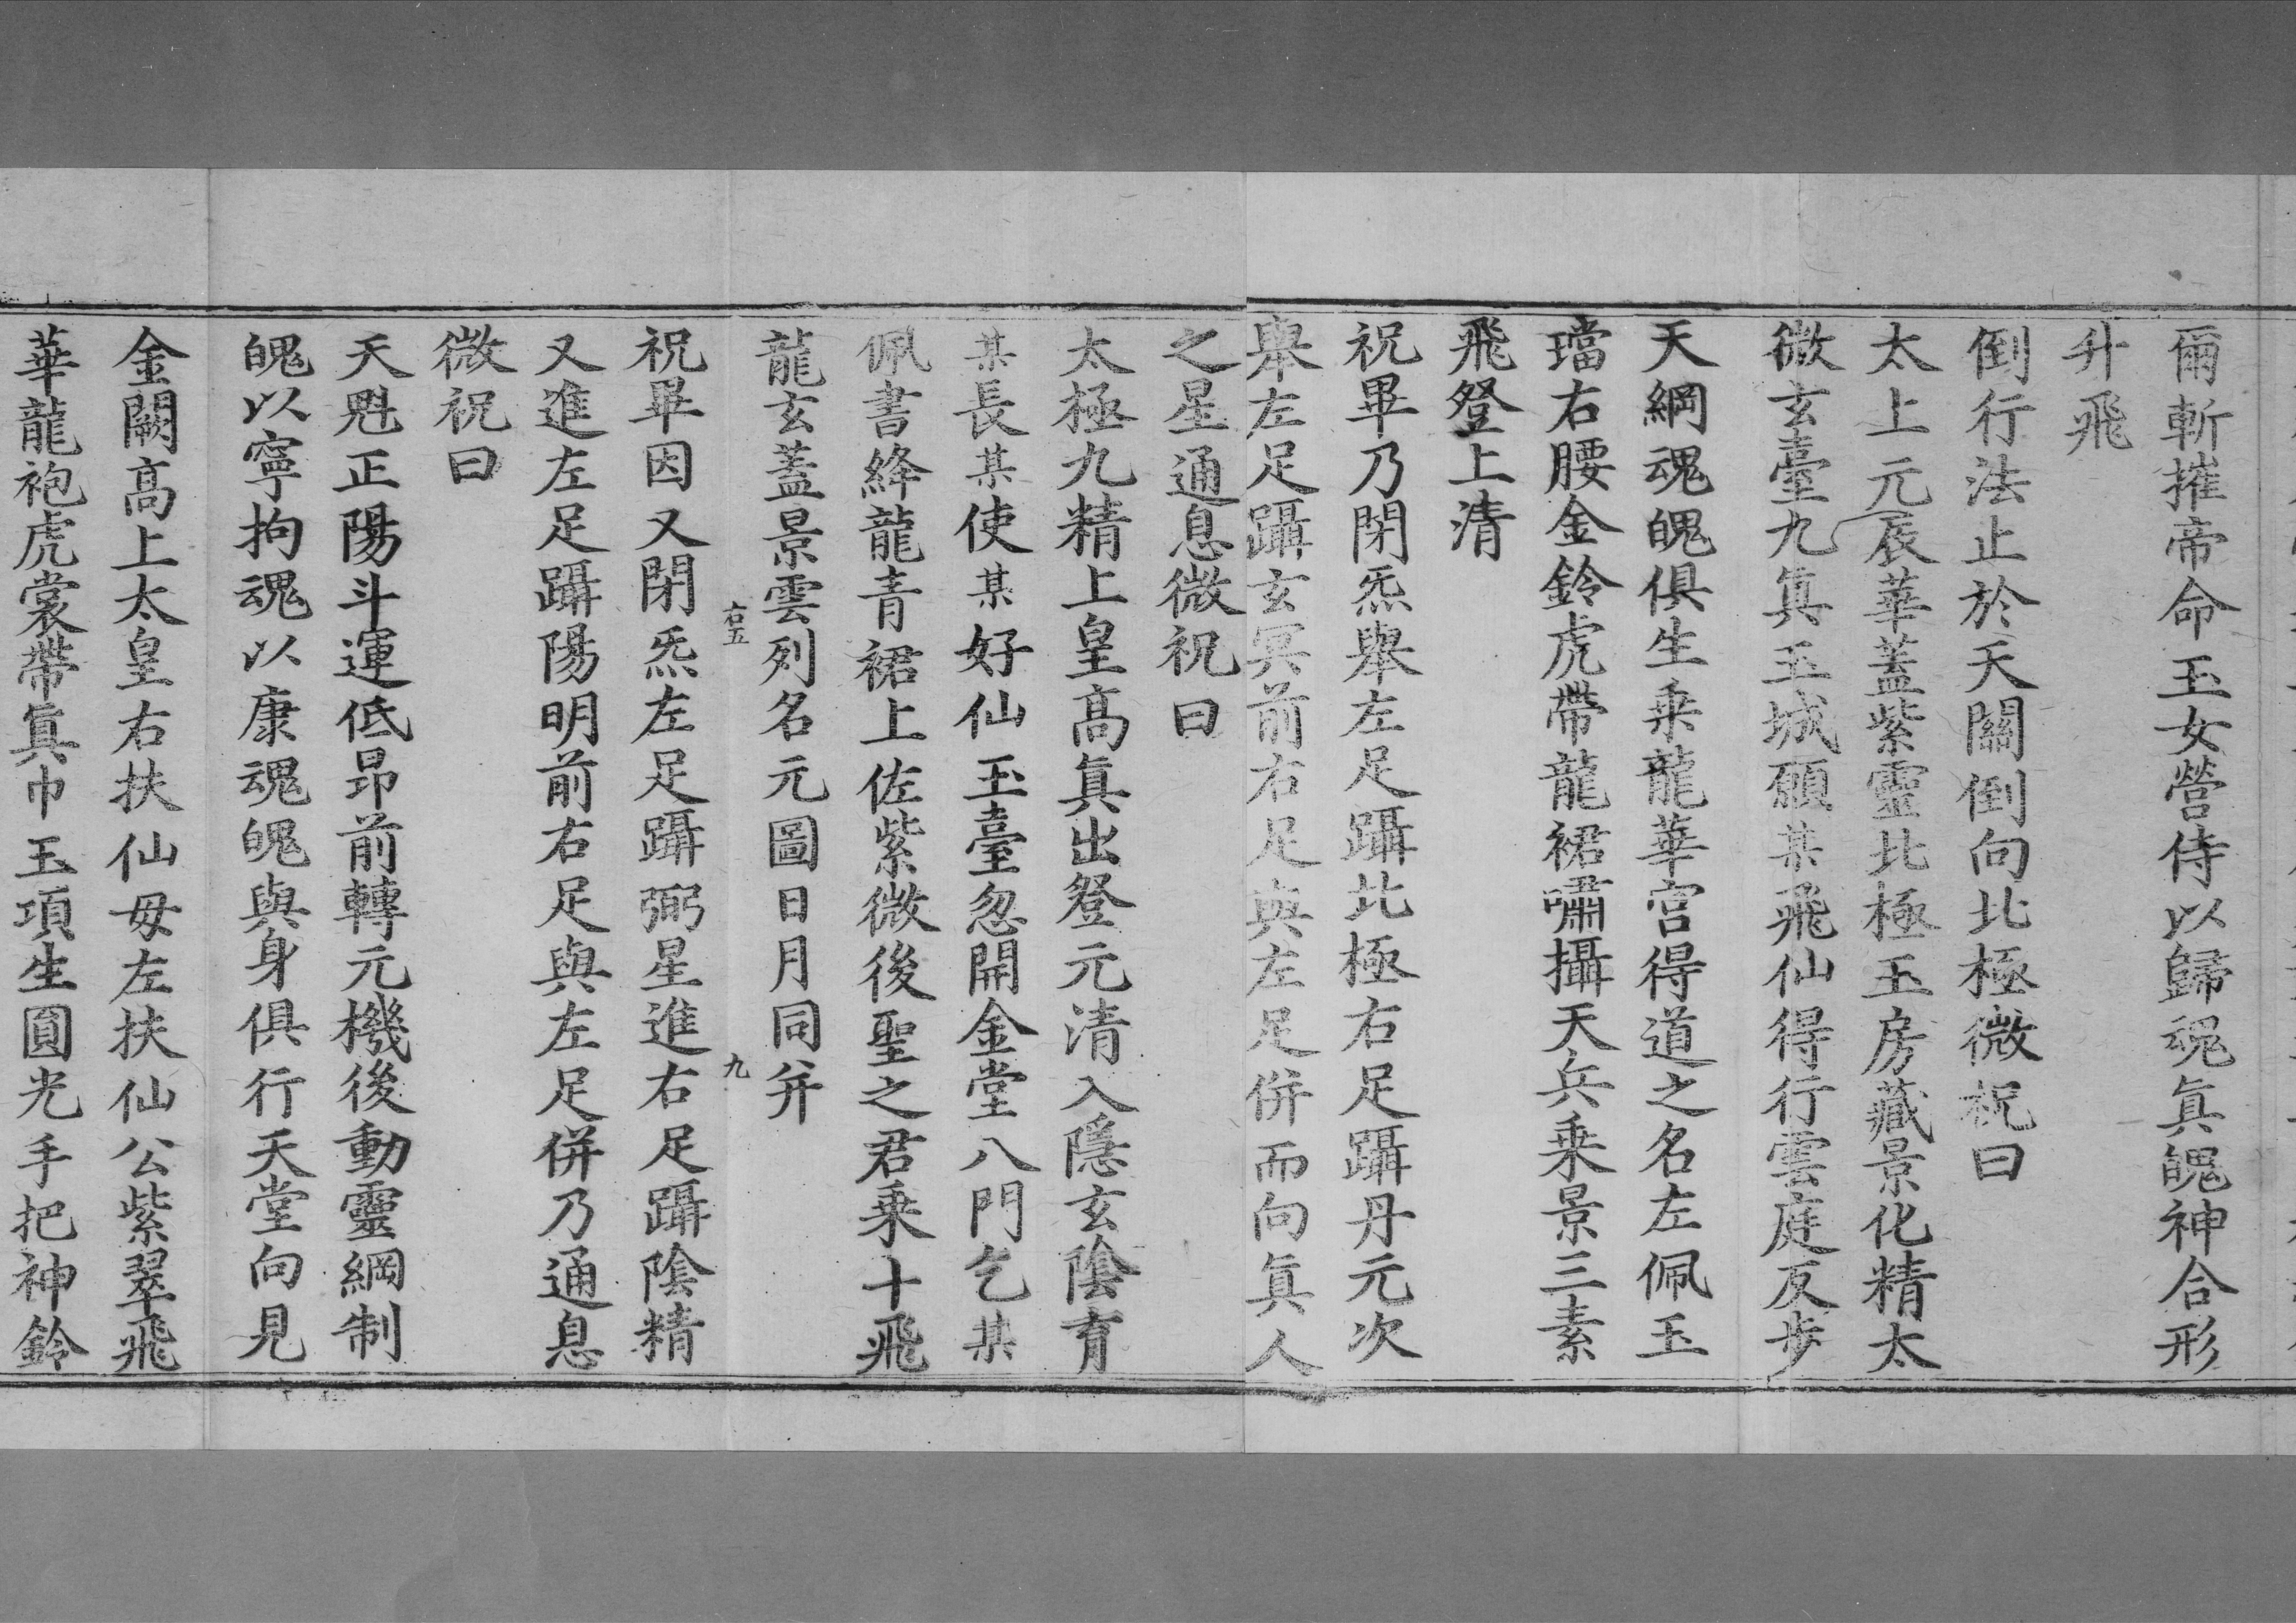 爾斬摧帝命玉女營侍以歸魂真魄神合形
升飛
倒行法止於天關倒向北極微祝曰
太上元辰華蓋紫靈北極玉房藏景化精太
微玄臺九真玉城願某飛仙得行雲庭反步
天綱魂魄俱生乗龍華宮得道之名左佩玉
璫右腰金鈴虎帶龍裙嘯攝天兵乗景三素
飛登上清
祝畢乃閉炁舉左足躡北極右足躡丹元次
舉左足躡玄冥前右足與左足併而向真人
之星通息微祝曰
太極九精上皇高真出登元清入隱玄陰育
某長某使某好仙玉臺忽開金堂八門乞某
佩書絳龍青裙上佐紫微後聖之君乗十飛
龍玄蓋景雲列名元圖日月同并
右五
九
祝畢因又閉炁左足躡弼星進右足躡陰精
又進左足躡陽明前右足與左足併乃通息
微祝曰
天魁正陽斗運低昂前轉元機後動靈綱制
魄以寧拘魂以康魂魄與身俱行天堂向見
金闕高上太皇右扶仙母左扶仙公紫翠飛
華龍袍虎裳帶真巾玉項生圓光手把神鈴